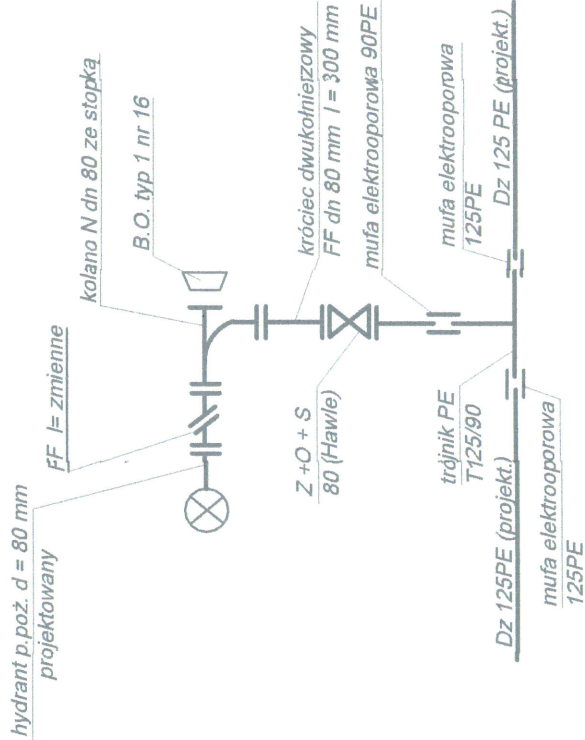 hydrant p.poż. d = 80 mm
projektowany
FF l= zmienne
kolano N dn 80 ze stopką
B.O. typ 1 nr 16
króciec dwukołnierzowy
FF dn 80 mm l = 300 mm
Z +O + S
80 (Hawle)
mufa elektrooporowa 90PE
trójnik PE
T125/90
mufa elektrooporowa
125PE
Dz 125 PE (projekt.)
Dz 125PE (projekt.)
mufa elektrooporowa
125PE